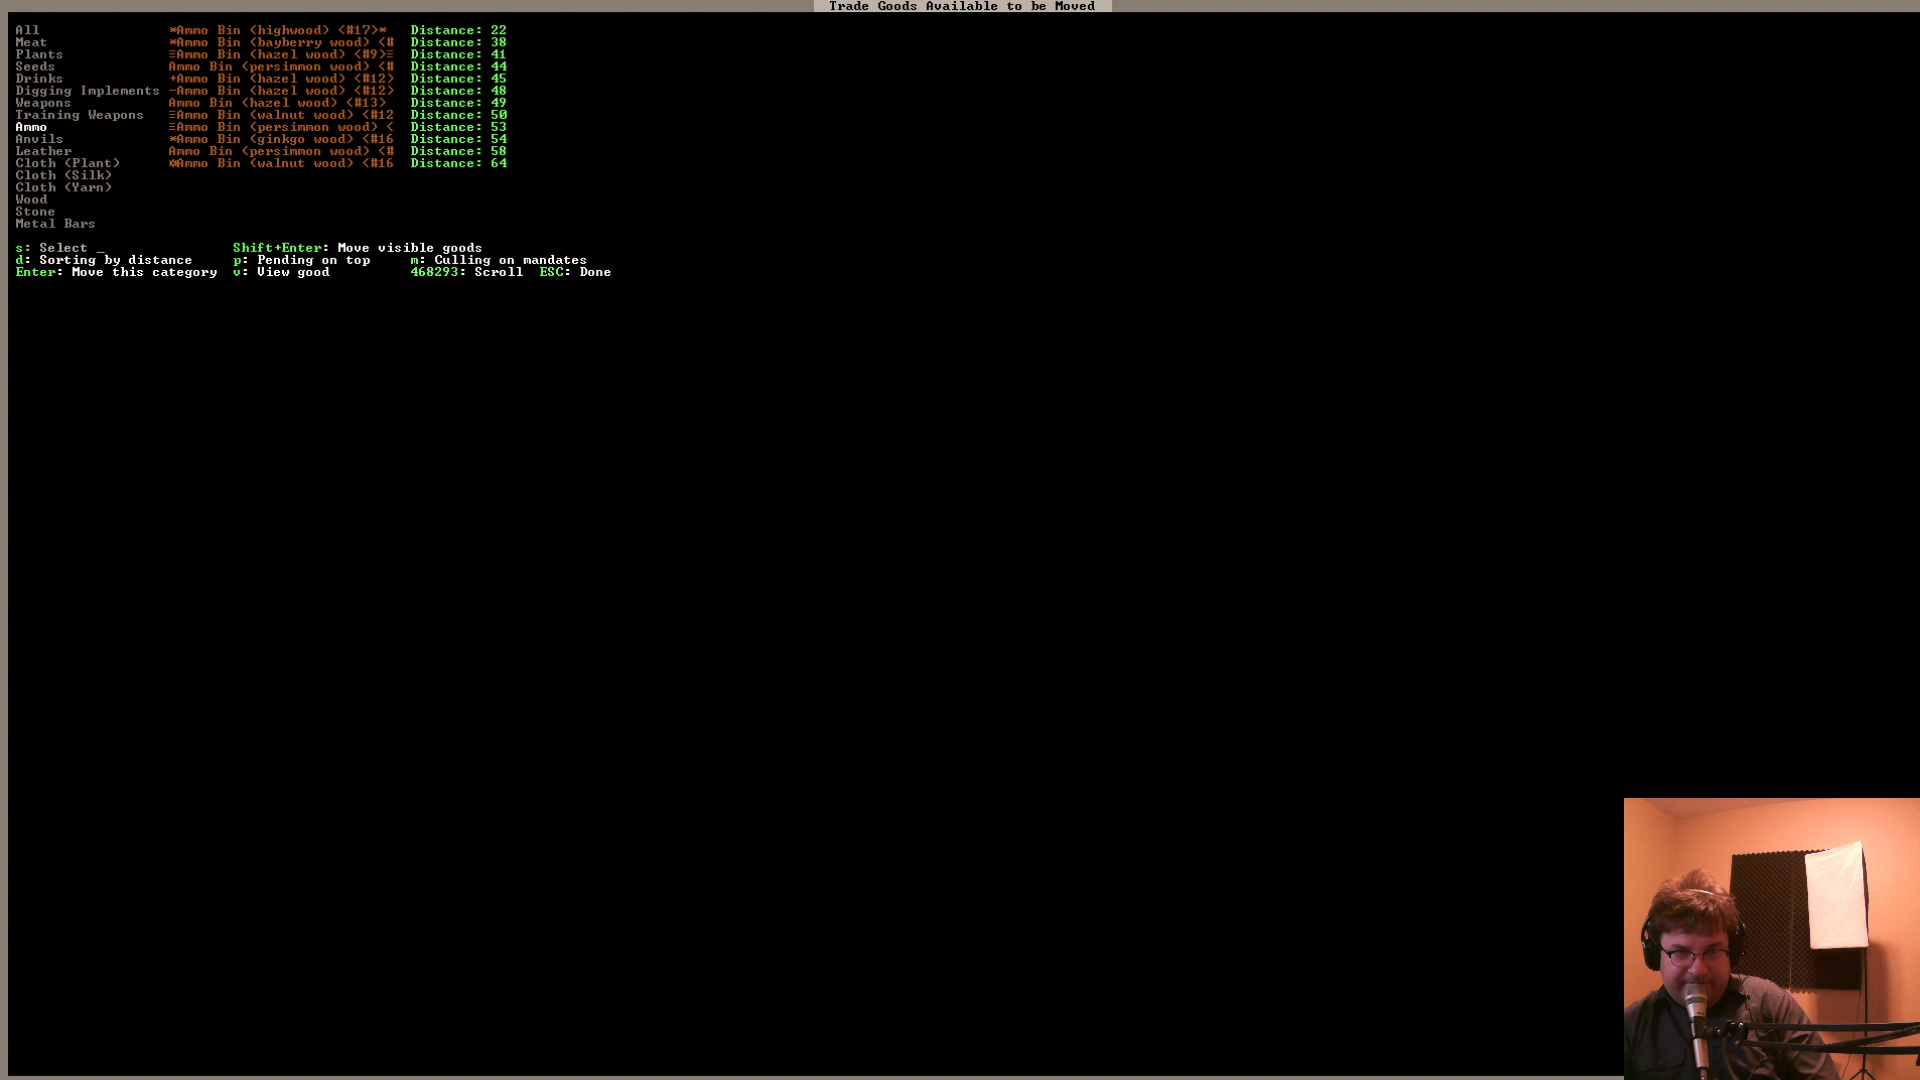 Trade Goods Available to be Moved
All *Ammo Bin (highwood) <#17>* Distance: 22
Meat *Ammo Bin (bayberry wood) <# Distance: 38
Plants ≡Ammo Bin (hazel wood) <#9>≡ Distance: 41
Seeds Ammo Bin (persimmon wood) <# Distance: 44
Drinks +Ammo Bin (hazel wood) <#12> Distance: 45
Digging Implements -Ammo Bin (hazel wood) <#12> Distance: 48
Weapons Ammo Bin (hazel wood) <#13> Distance: 49
Training Weapons ≡Ammo Bin (walnut wood) <#12 Distance: 50
Ammo ≡Ammo Bin (persimmon wood) < Distance: 53
Anvils *Ammo Bin (ginkgo wood) <#16 Distance: 54
Leather Ammo Bin (persimmon wood) <# Distance: 58
Cloth (Plant) ☼Ammo Bin (walnut wood) <#16 Distance: 64
Cloth (Silk)
Cloth (Yarn)
Wood
Stone
Metal Bars
s: Select _ Shift+Enter: Move visible goods
d: Sorting by distance p: Pending on top m: Culling on mandates
Enter: Move this category v: View good 468293: Scroll ESC: Done